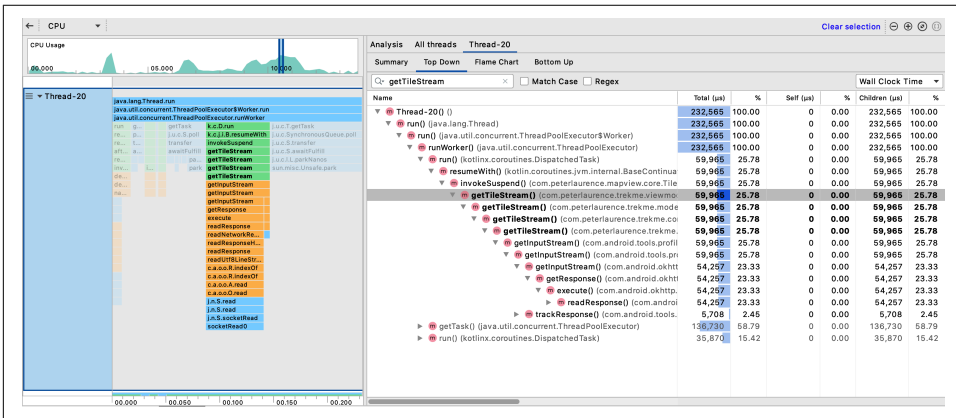 CPU
Clear selection
CPU Usage
00.000 05.000 10.000
Analysis All threads Thread-20
Summary Top Down Flame Chart Bottom Up
getTileStream Match Case Regex Wall Clock Time
Name Total (µs) % Self (µs) % Children (µs) %
Thread-20() () 232,565 100.00 0 0.00 232,565 100.00
run() (java.lang.Thread) 232,565 100.00 0 0.00 232,565 100.00
run() (java.util.concurrent.ThreadPoolExecutor$Worker) 232,565 100.00 0 0.00 232,565 100.00
runWorker() (java.util.concurrent.ThreadPoolExecutor) 232,565 100.00 0 0.00 232,565 100.00
run() (kotlinx.coroutines.DispatchedTask) 59,965 25.78 0 0.00 59,965 25.78
resumeWith() (kotlin.coroutines.jvm.internal.BaseContinua 59,965 25.78 0 0.00 59,965 25.78
invokeSuspend() (com.peterlaurence.mapview.core.Tile 59,965 25.78 0 0.00 59,965 25.78
getTileStream() (com.peterlaurence.trekme.viewmo 59,965 25.78 0 0.00 59,965 25.78
getTileStream() (com.peterlaurence.trekme.mode 59,965 25.78 0 0.00 59,965 25.78
getTileStream() (com.peterlaurence.trekme.co 59,965 25.78 0 0.00 59,965 25.78
getTileStream() (com.peterlaurence.trekme. 59,965 25.78 0 0.00 59,965 25.78
getInputStream() (com.android.tools.profil 59,965 25.78 0 0.00 59,965 25.78
getInputStream() (com.android.tools.pr 59,965 25.78 0 0.00 59,965 25.78
getInputStream() (com.android.okhtt 54,257 23.33 0 0.00 54,257 23.33
getResponse() (com.android.okhtt 54,257 23.33 0 0.00 54,257 23.33
execute() (com.android.okhttp. 54,257 23.33 0 0.00 54,257 23.33
readResponse() (com.androi 54,257 23.33 0 0.00 54,257 23.33
trackResponse() (com.android.tools. 5,708 2.45 0 0.00 5,708 2.45
getTask() (java.util.concurrent.ThreadPoolExecutor) 136,730 58.79 0 0.00 136,730 58.79
run() (kotlinx.coroutines.DispatchedTask) 35,870 15.42 0 0.00 35,870 15.42
Thread-20
java.lang.Thread.run
java.util.concurrent.ThreadPoolExecutor$Worker.run
java.util.concurrent.ThreadPoolExecutor.runWorker
run g... getTask k.c.D.run j.u.c.T.getTask
re... p... j.u.c.S.poll k.c.j.i.B.resumeWith j.u.c.SynchronousQueue.poll
re... t... transfer invokeSuspend j.u.c.S.transfer
aft... a... awaitFulfill getTileStream j.u.c.S.awaitFulfill
re... pa... getTileStream j.u.c.l.L.parkNanos
inv... i... park getTileStream sun.misc.Unsafe.park
de... getTileStream
de... getInputStream
na... getInputStream
getInputStream
getResponse
execute
readResponse
readNetworkRe...
readResponseH...
readResponse
readUtf8LineStr...
c.a.o.o.R.indexOf
c.a.o.o.R.indexOf
c.a.o.o.A.read
c.a.o.o.O.read
j.n.S.read
j.n.S.read
j.n.S.socketRead
socketRead0
00.000 00.050 00.100 00.150 00.200